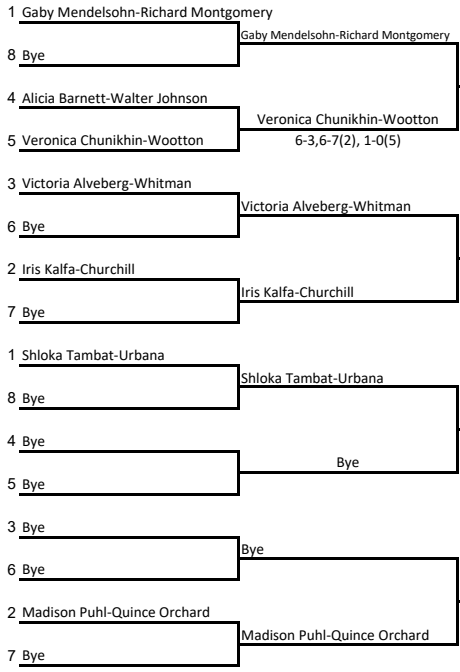 1 Gaby Mendelsohn-Richard Montgomery
Gaby Mendelsohn-Richard Montgomery
8 Bye
4 Alicia Barnett-Walter Johnson
Veronica Chunikhin-Wootton
5 Veronica Chunikhin-Wootton
6-3,6-7(2), 1-0(5)
3 Victoria Alveberg-Whitman
Victoria Alveberg-Whitman
6 Bye
2 Iris Kalfa-Churchill
Iris Kalfa-Churchill
7 Bye
1 Shloka Tambat-Urbana
Shloka Tambat-Urbana
8 Bye
4 Bye
Bye
5 Bye
3 Bye
Bye
6 Bye
2 Madison Puhl-Quince Orchard
Madison Puhl-Quince Orchard
7 Bye